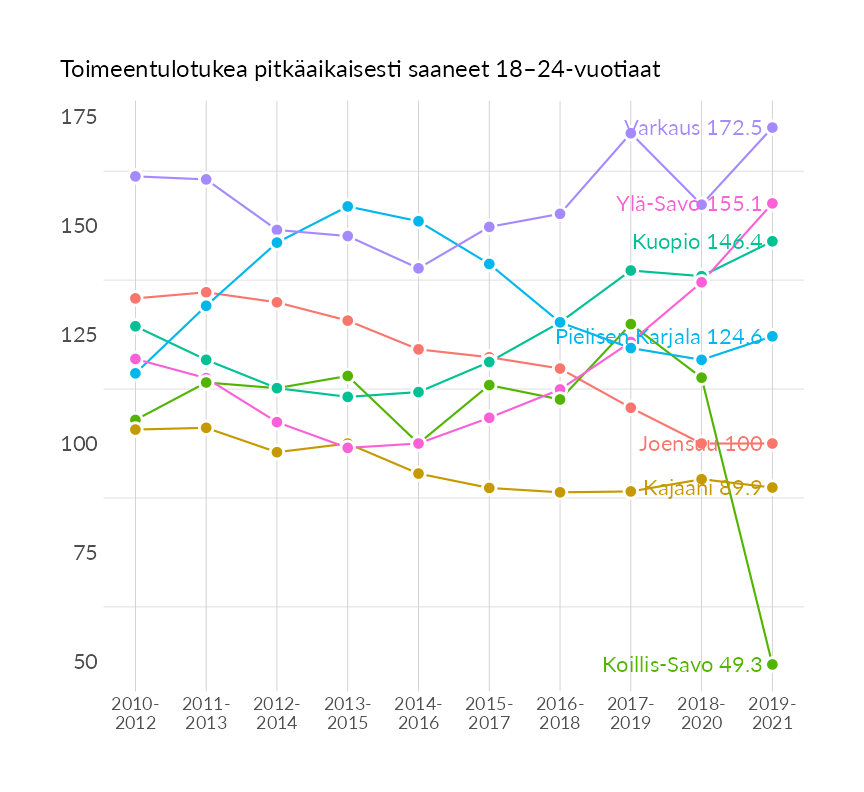 Toimeentulotukea pitkäaikaisesti saaneet 18–24-vuotiaat
175
Varkaus 172.5
Ylä-Savo 155.1
150
Kuopio 146.4
125
Pielisen Karjala 124.6
100
Joensuu 100
Kajaani 89.9
75
50
Koillis-Savo 49.3
2010- 2011- 2012- 2013- 2014- 2015- 2016- 2017- 2018- 2019-
2012 2013 2014 2015 2016 2017 2018 2019 2020 2021